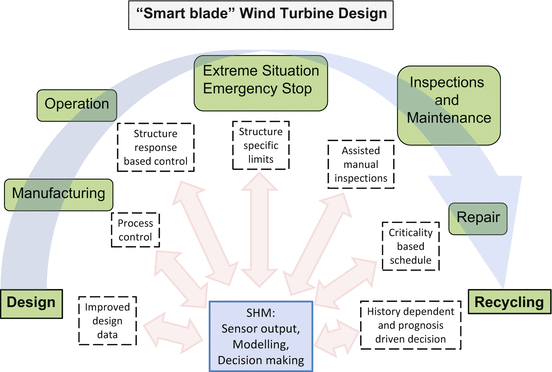 “Smart blade” Wind Turbine Design
Extreme Situation
Emergency Stop
Inspections
and
Maintenance
Operation
Structure
response
based control
Structure
specific
limits
Assisted
manual
inspections
Manufacturing
Process
control
Criticality
based
schedule
Repair
Design
Improved
design
data
SHM:
Sensor output,
Modelling,
Decision making
History dependent
and prognosis
driven decision
Recycling